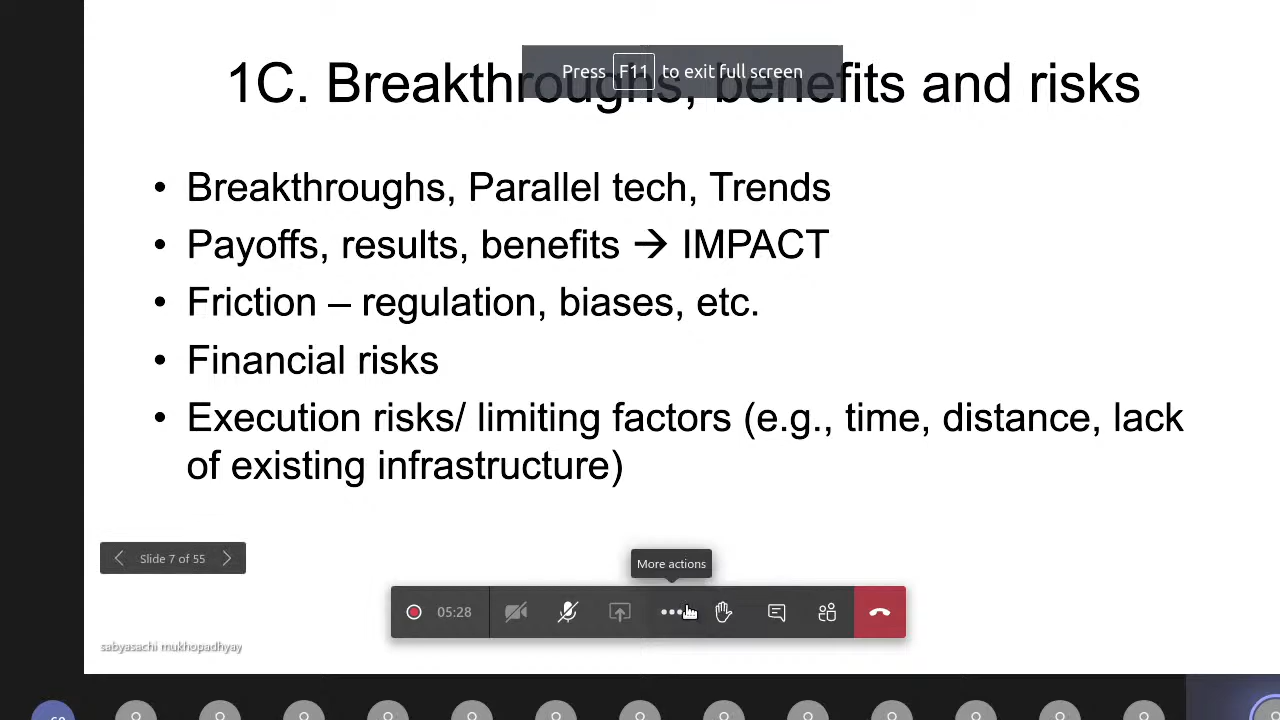 1C. Breakthroughs, benefits and risks
Press F11 to exit full screen
• Breakthroughs, Parallel tech, Trends
• Payoffs, results, benefits → IMPACT
• Friction – regulation, biases, etc.
• Financial risks
• Execution risks/ limiting factors (e.g., time, distance, lack
of existing infrastructure)
Slide 7 of 55
More actions
05:28
sabyasachi mukhopadhyay